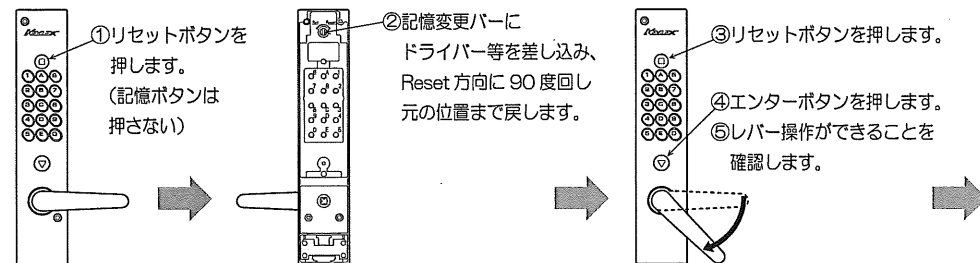 KEYLEX
①リセットボタンを
押します。
(記憶ボタンは
押さない)
②記憶変更バーに
ドライバー等を差し込み、
Reset 方向に 90 度回し
元の位置まで戻します。
KEYLEX
③リセットボタンを押します。
④エンターボタンを押します。
⑤レバー操作ができることを
確認します。